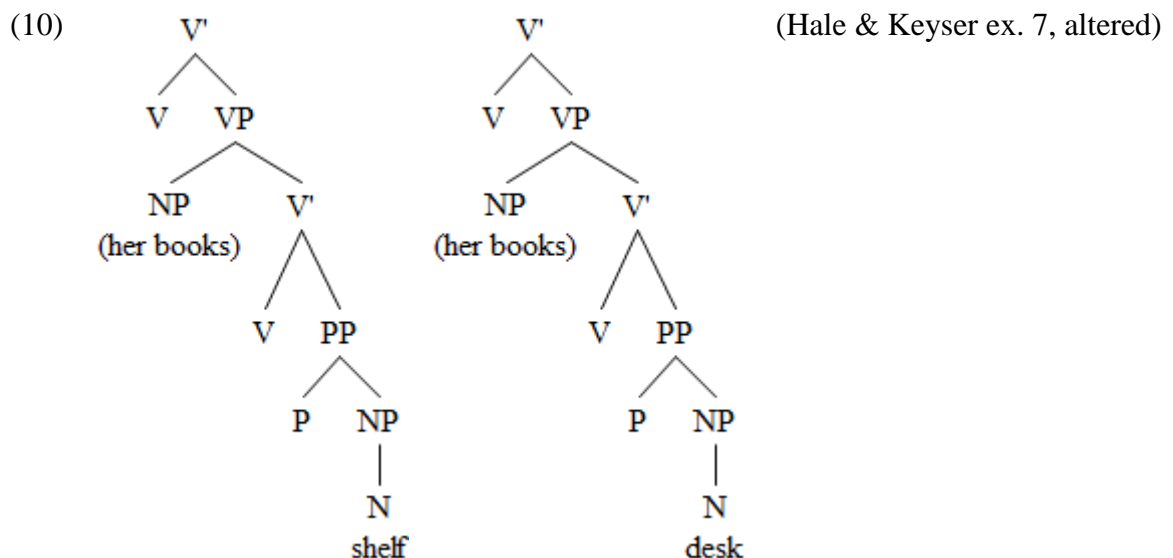 (10) V' V' (Hale & Keyser ex. 7, altered)
V VP V VP
NP V' NP V'
(her books) (her books)
V PP V PP
P NP P NP
N N
shelf desk